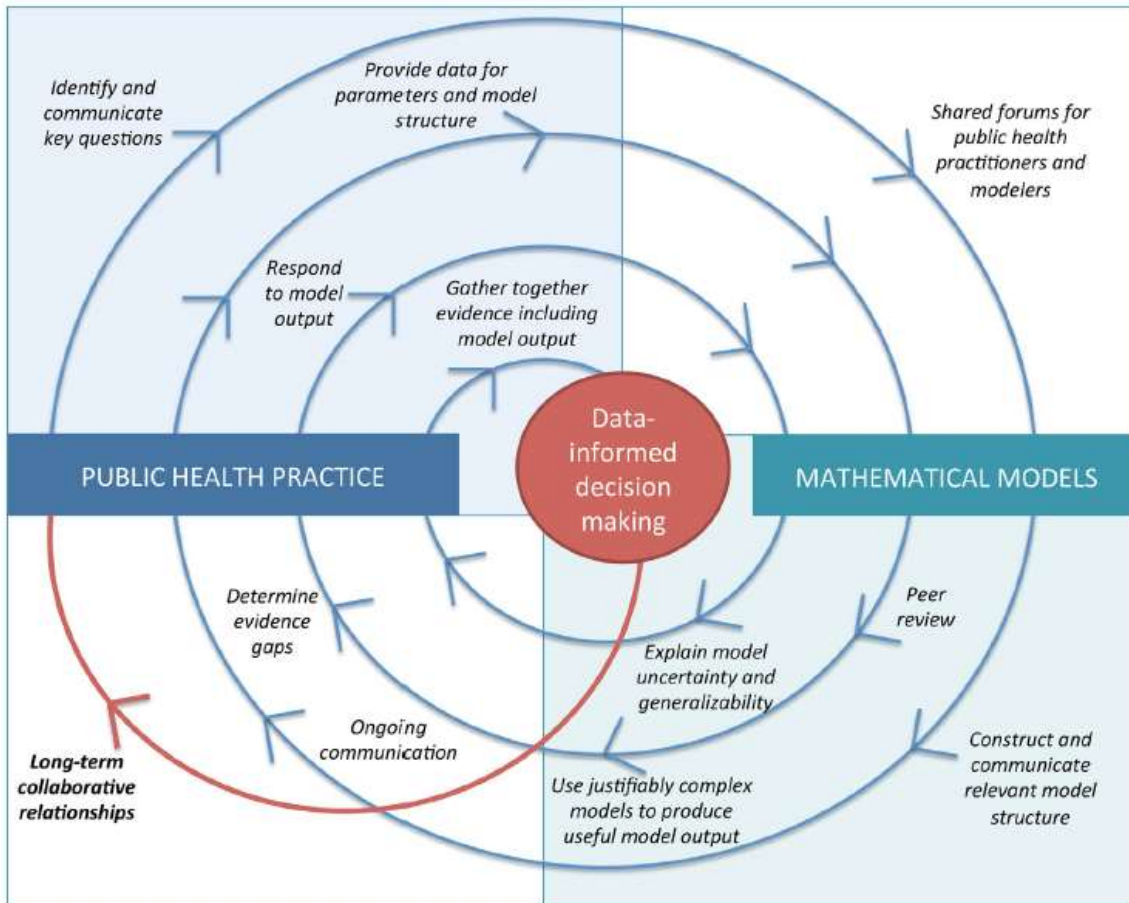 Identify and
communicate
key questions
Provide data for
parameters and model
structure
Shared forums for
public health
practitioners and
modelers
Respond
to model
output
Gather together
evidence including
model output
Data-
informed
decision
making
PUBLIC HEALTH PRACTICE
MATHEMATICAL MODELS
Determine
evidence
gaps
Peer
review
Explain model
uncertainty and
generalizability
Ongoing
communication
Long-term
collaborative
relationships
Use justifiably complex
models to produce
useful model output
Construct and
communicate
relevant model
structure